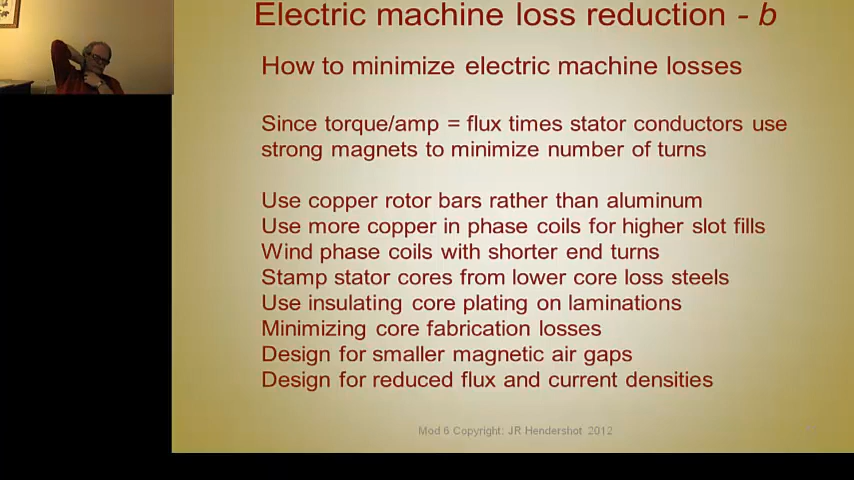 Electric machine loss reduction - b
How to minimize electric machine losses
Since torque/amp = flux times stator conductors use
strong magnets to minimize number of turns
Use copper rotor bars rather than aluminum
Use more copper in phase coils for higher slot fills
Wind phase coils with shorter end turns
Stamp stator cores from lower core loss steels
Use insulating core plating on laminations
Minimizing core fabrication losses
Design for smaller magnetic air gaps
Design for reduced flux and current densities
Mod 6 Copyright: JR Hendershot 2012